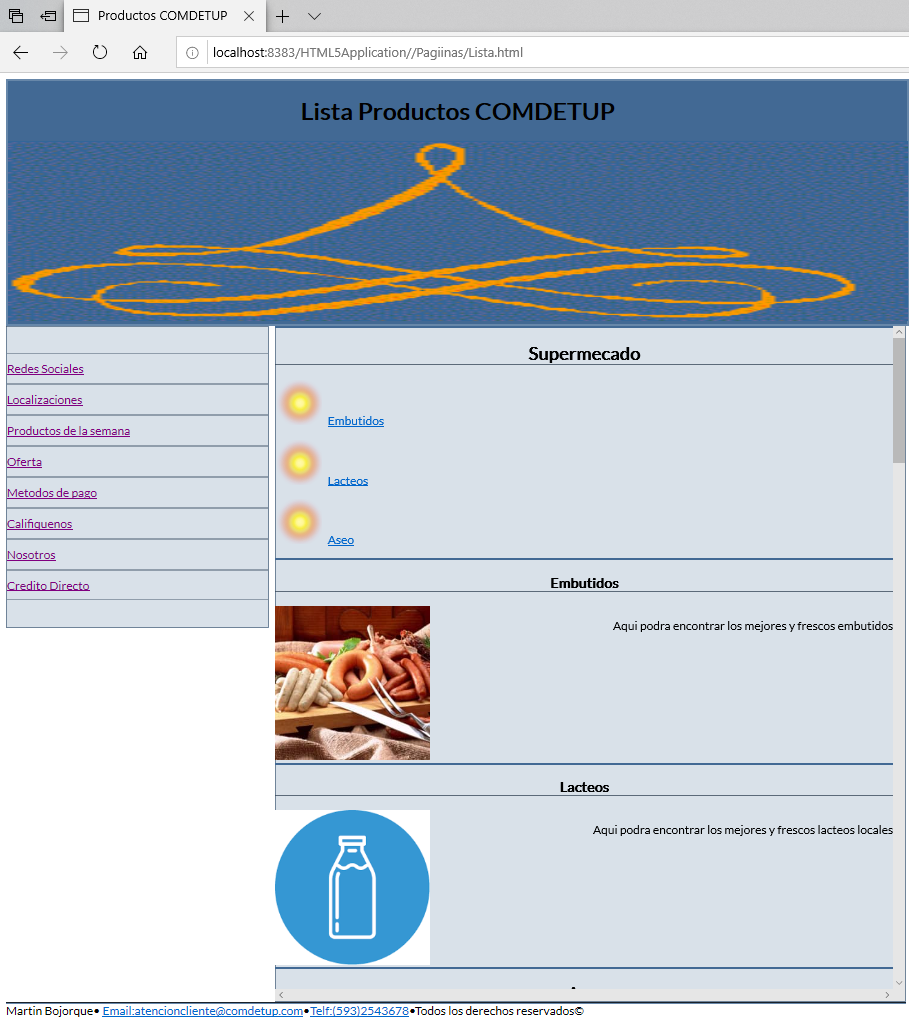 Productos COMDETUP
localhost:8383/HTML5Application//Pagiinas/Lista.html
Lista Productos COMDETUP
Redes Sociales
Localizaciones
Productos de la semana
Oferta
Metodos de pago
Califiquenos
Nosotros
Credito Directo
Supermecado
Embutidos
Lacteos
Aseo
Embutidos
Aqui podra encontrar los mejores y frescos embutidos
Lacteos
Aqui podra encontrar los mejores y frescos lacteos locales
Martin Bojorque• Email:atencioncliente@comdetup.com•Telf:(593)2543678•Todos los derechos reservados©